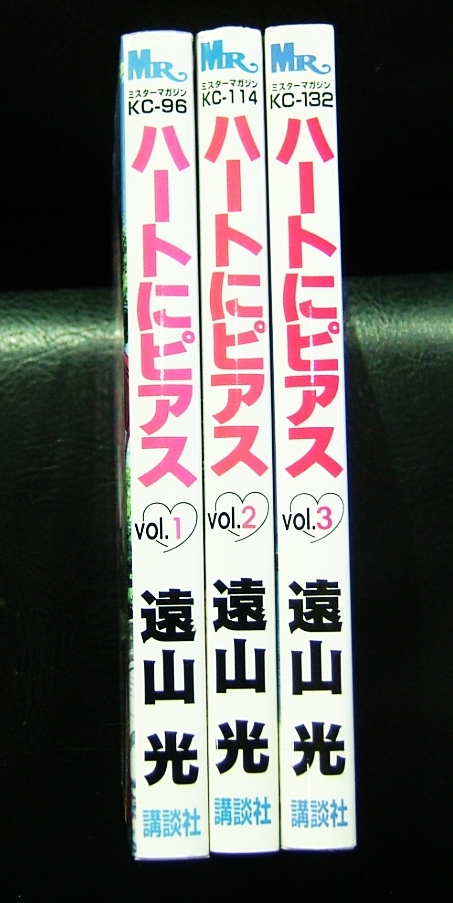 MR
ミスターマガジン
KC-96
ハートにピアス
vol.1
遠山 光
講談社
MR
ミスターマガジン
KC-114
ハートにピアス
vol.2
遠山 光
講談社
MR
ミスターマガジン
KC-132
ハートにピアス
vol.3
遠山 光
講談社